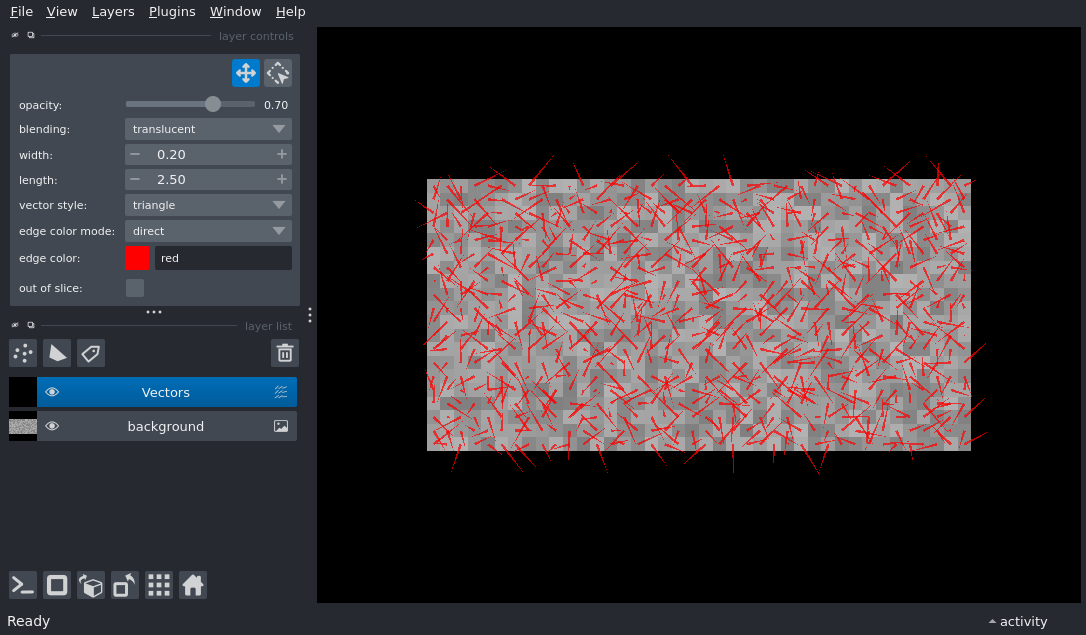 File View Layers Plugins Window Help
layer controls
opacity: 0.70
blending: translucent
width: − 0.20 +
length: − 2.50 +
vector style: triangle
edge color mode: direct
edge color: red
out of slice:
layer list
Vectors
background
Ready
activity